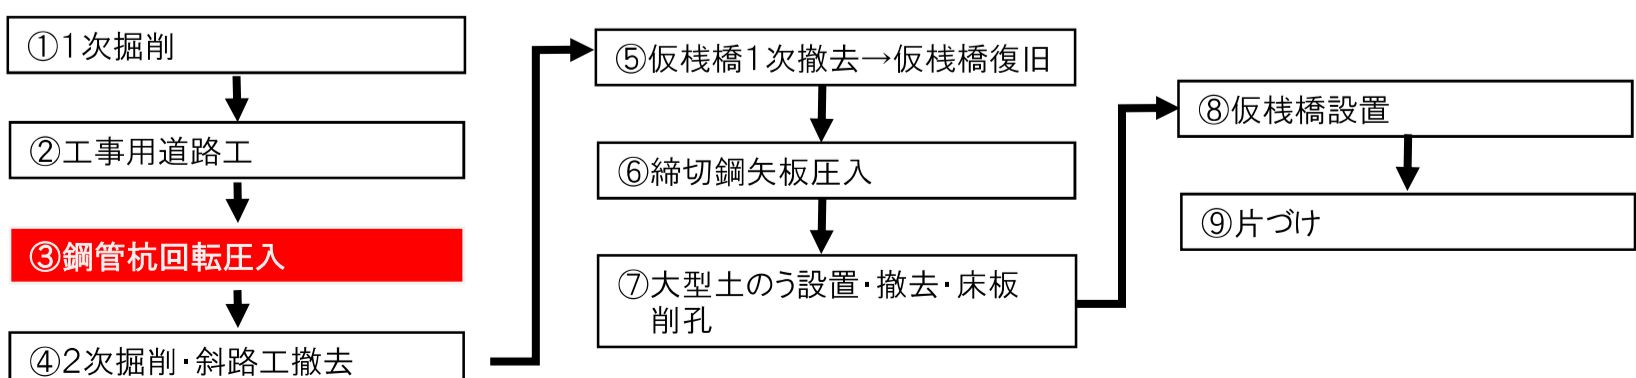 ①1次掘削
②工事用道路工
③鋼管杭回転圧入
④2次掘削・斜路工撤去
⑤仮桟橋1次撤去→仮桟橋復旧
⑥締切鋼矢板圧入
⑦大型土のう設置・撤去・床板
削孔
⑧仮桟橋設置
⑨片づけ